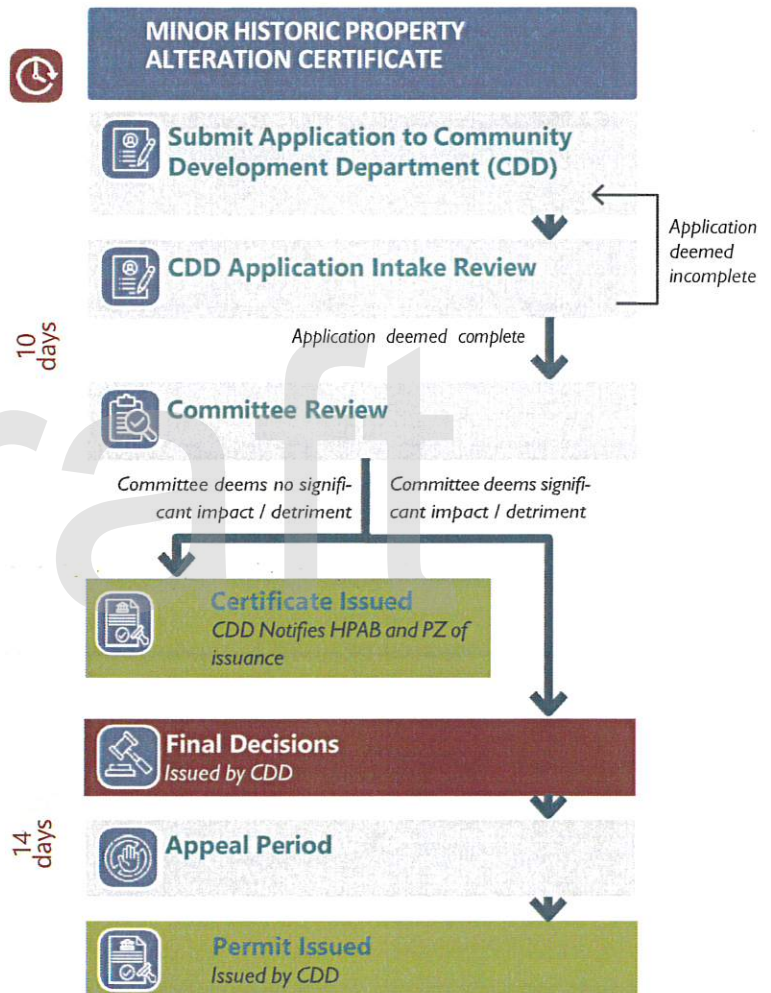 MINOR HISTORIC PROPERTY
ALTERATION CERTIFICATE
Submit Application to Community
Development Department (CDD)
Application
deemed
incomplete
CDD Application Intake Review
10
days
Application deemed complete
Committee Review
Committee deems no signifi-
cant impact / detriment
Committee deems signifi-
cant impact / detriment
raft
Certificate Issued
CDD Notifies HPAB and PZ of
issuance
Final Decisions
Issued by CDD
14
days
Appeal Period
Permit Issued
Issued by CDD